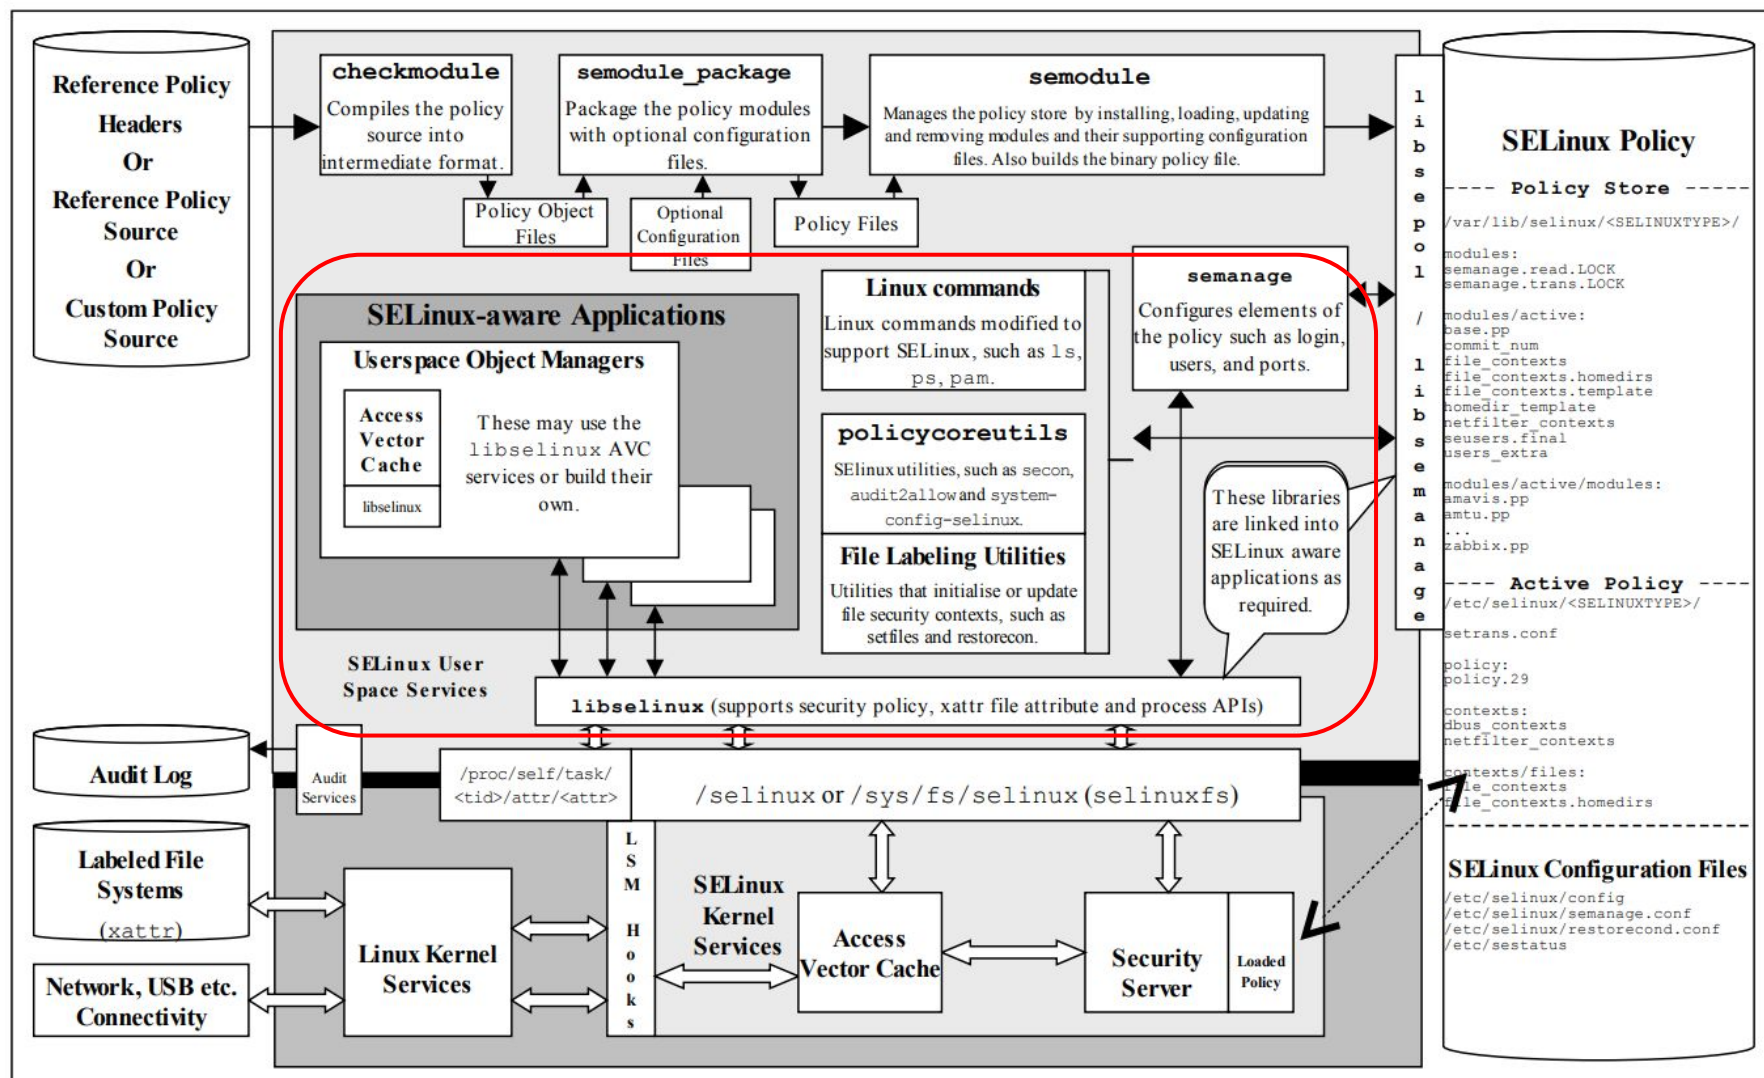 Reference Policy
Headers
Or
Reference Policy
Source
Or
Custom Policy
Source
checkmodule
Compiles the policy
source into
intermediate format.
semodule_package
Package the policy modules
with optional configuration
files.
semodule
Manages the policy store by installing, loading, updating
and removing modules and their supporting configuration
files. Also builds the binary policy file.
Policy Object
Files
Optional
Configuration
Files
Policy Files
SELinux-aware Applications
Userspace Object Managers
Access
Vector
Cache
libselinux
These may use the
libselinux AVC
services or build their
own.
Linux commands
Linux commands modified to
support SELinux, such as ls,
ps, pam.
policycoreutils
SElinux utilities, such as secon,
audit2allow and system-
config-selinux.
File Labeling Utilities
Utilities that initialise or update
file security contexts, such as
setfiles and restorecon.
semanage
Configures elements of
the policy such as login,
users, and ports.
These libraries
are linked into
SELinux aware
applications as
required.
libsepol / libsemanage
SELinux User
Space Services
libselinux (supports security policy, xattr file attribute and process APIs)
Audit Log
Audit
Services
/proc/self/task/
<tid>/attr/<attr>
/selinux or /sys/fs/selinux (selinuxfs)
Labeled File
Systems
(xattr)
Network, USB etc.
Connectivity
Linux Kernel
Services
LSM Hooks
SELinux
Kernel
Services
Access
Vector Cache
Security
Server
Loaded
Policy
SELinux Policy
---- Policy Store -----
/var/lib/selinux/<SELINUXTYPE>/
modules:
semanage.read.LOCK
semanage.trans.LOCK
modules/active:
base.pp
commit_num
file_contexts
file_contexts.homedirs
file_contexts.template
homedir_template
netfilter_contexts
seusers.final
users_extra
modules/active/modules:
amavis.pp
amtu.pp
...
zabbix.pp
---- Active Policy ----
/etc/selinux/<SELINUXTYPE>/
setrans.conf
policy:
policy.29
contexts:
dbus_contexts
netfilter_contexts
contexts/files:
file_contexts
file_contexts.homedirs
SELinux Configuration Files
/etc/selinux/config
/etc/selinux/semanage.conf
/etc/selinux/restorecond.conf
/etc/sestatus